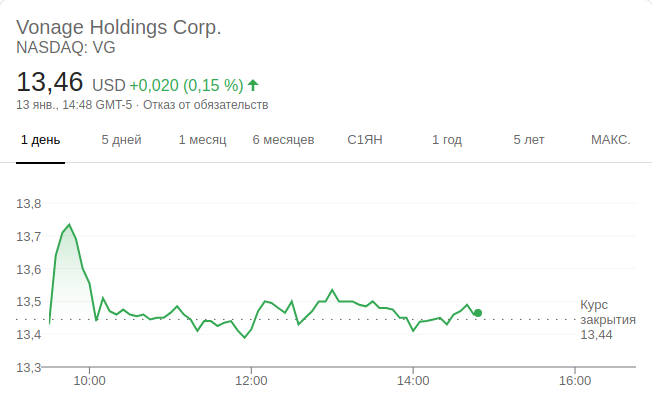 Vonage Holdings Corp.
NASDAQ: VG
13,46 USD +0,020 (0,15 %)
13 янв., 14:48 GMT-5 · Отказ от обязательств
1 день 5 дней 1 месяц 6 месяцев С1ЯН 1 год 5 лет МАКС.
13,8
13,7
13,6
13,5
13,4
13,3
Курс
закрытия
13,44
10:00 12:00 14:00 16:00